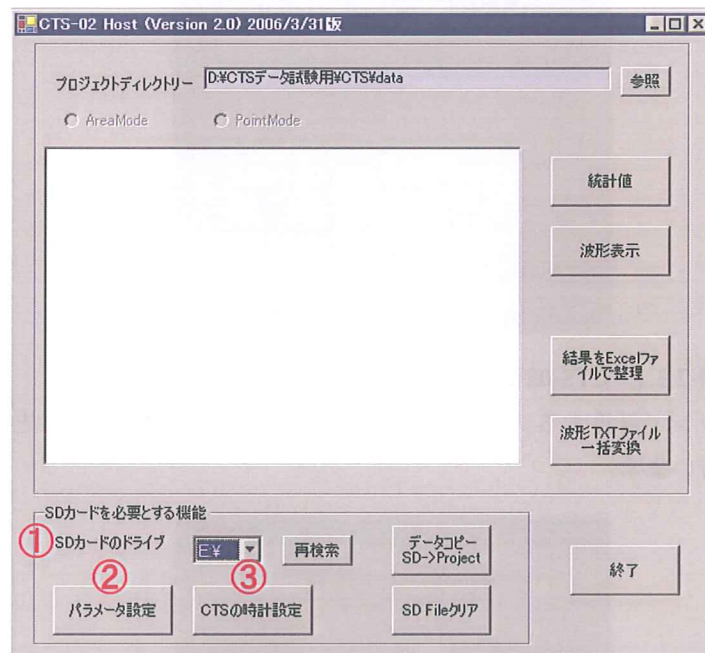 CTS-02 Host (Version 2.0) 2006/3/31版
プロジェクトディレクトリー D:¥CTSデータ試験用¥CTS¥data 参照
AreaMode PointMode
統計値
波形表示
結果をExcelファ
イルで整理
波形TXTファイル
一括変換
SDカードを必要とする機能
①SDカードのドライブ E:¥ 再検索
データコピー
SD->Project
② ③
パラメータ設定 CTSの時計設定 SD Fileクリア
終了